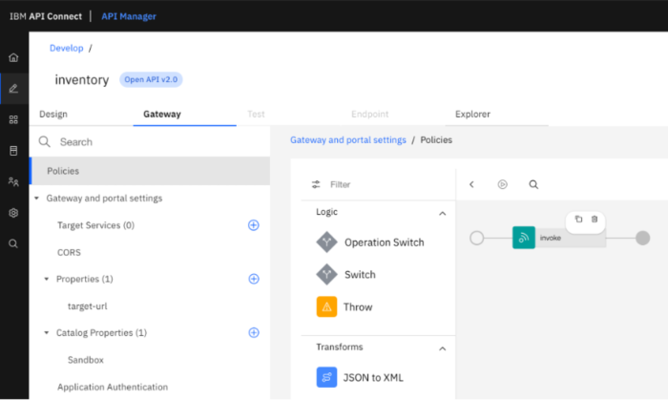 IBM API Connect | API Manager
Develop /
inventory Open API v2.0
Design Gateway Test Endpoint Explorer
Search
Policies
Gateway and portal settings
Target Services (0)
CORS
Properties (1)
target-url
Catalog Properties (1)
Sandbox
Application Authentication
Gateway and portal settings / Policies
Filter
Logic
Operation Switch
Switch
Throw
Transforms
JSON to XML
invoke